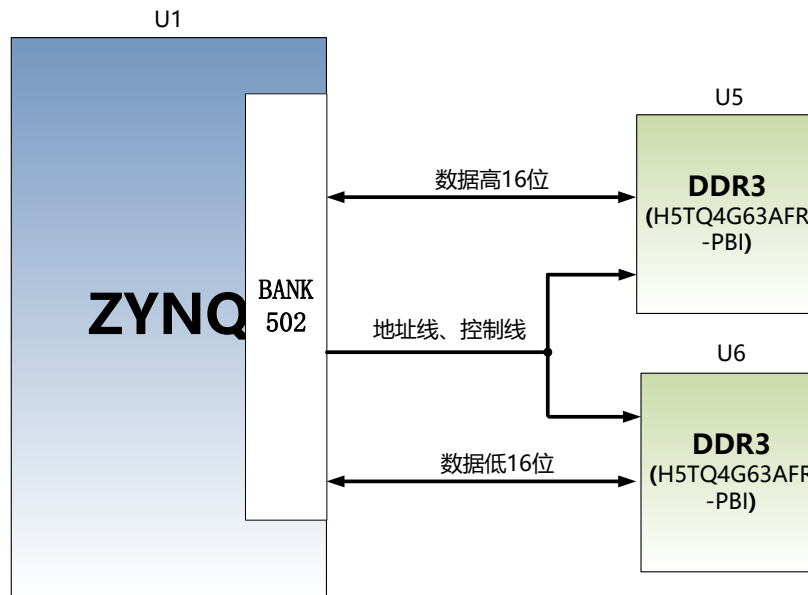 U1
ZYNQ
BANK
502
数据高16位
地址线、控制线
数据低16位
U5
DDR3
(H5TQ4G63AFR
-PBI)
U6
DDR3
(H5TQ4G63AFR
-PBI)